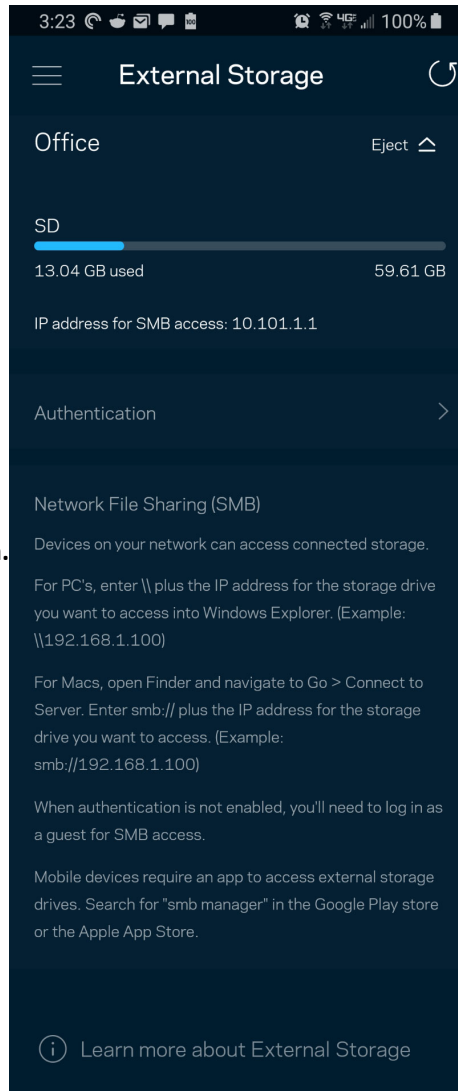 3:23 100 4GE 100%
External Storage
Office Eject
SD
13.04 GB used 59.61 GB
IP address for SMB access: 10.101.1.1
Authentication
Network File Sharing (SMB)
Devices on your network can access connected storage.
For PC's, enter \\ plus the IP address for the storage drive
you want to access into Windows Explorer. (Example:
\\192.168.1.100)
For Macs, open Finder and navigate to Go > Connect to
Server. Enter smb:// plus the IP address for the storage
drive you want to access. (Example:
smb://192.168.1.100)
When authentication is not enabled, you'll need to log in as
a guest for SMB access.
Mobile devices require an app to access external storage
drives. Search for "smb manager" in the Google Play store
or the Apple App Store.
Learn more about External Storage